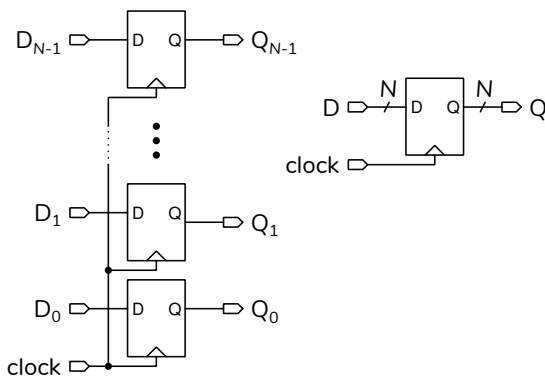 D_{N-1} D Q Q_{N-1}
N N
D D Q Q
clock
D_1 D Q Q_1
D_0 D Q Q_0
clock